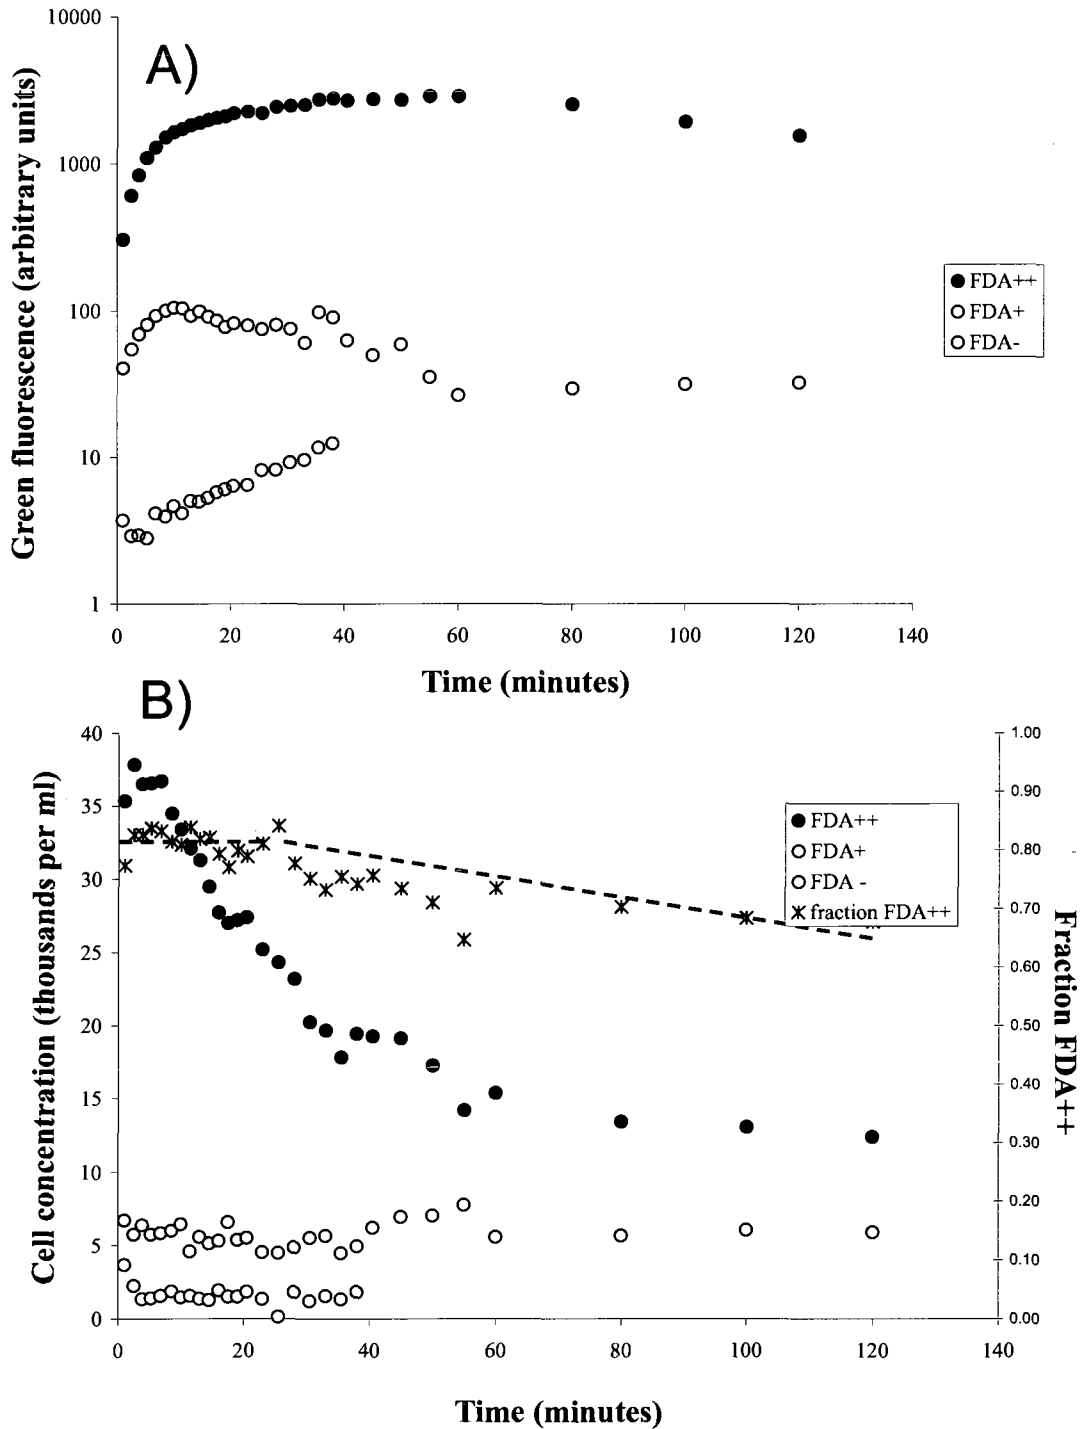 A)
Green fluorescence (arbitrary units)
10000
1000
100
10
1
0 20 40 60 80 100 120 140
Time (minutes)
FDA++
FDA+
FDA-
B)
Cell concentration (thousands per ml)
40
35
30
25
20
15
10
5
0
0 20 40 60 80 100 120 140
Time (minutes)
FDA++
FDA+
FDA -
fraction FDA++
1.00
0.90
0.80
0.70
0.60
0.50
0.40
0.30
0.20
0.10
0.00
Fraction FDA++